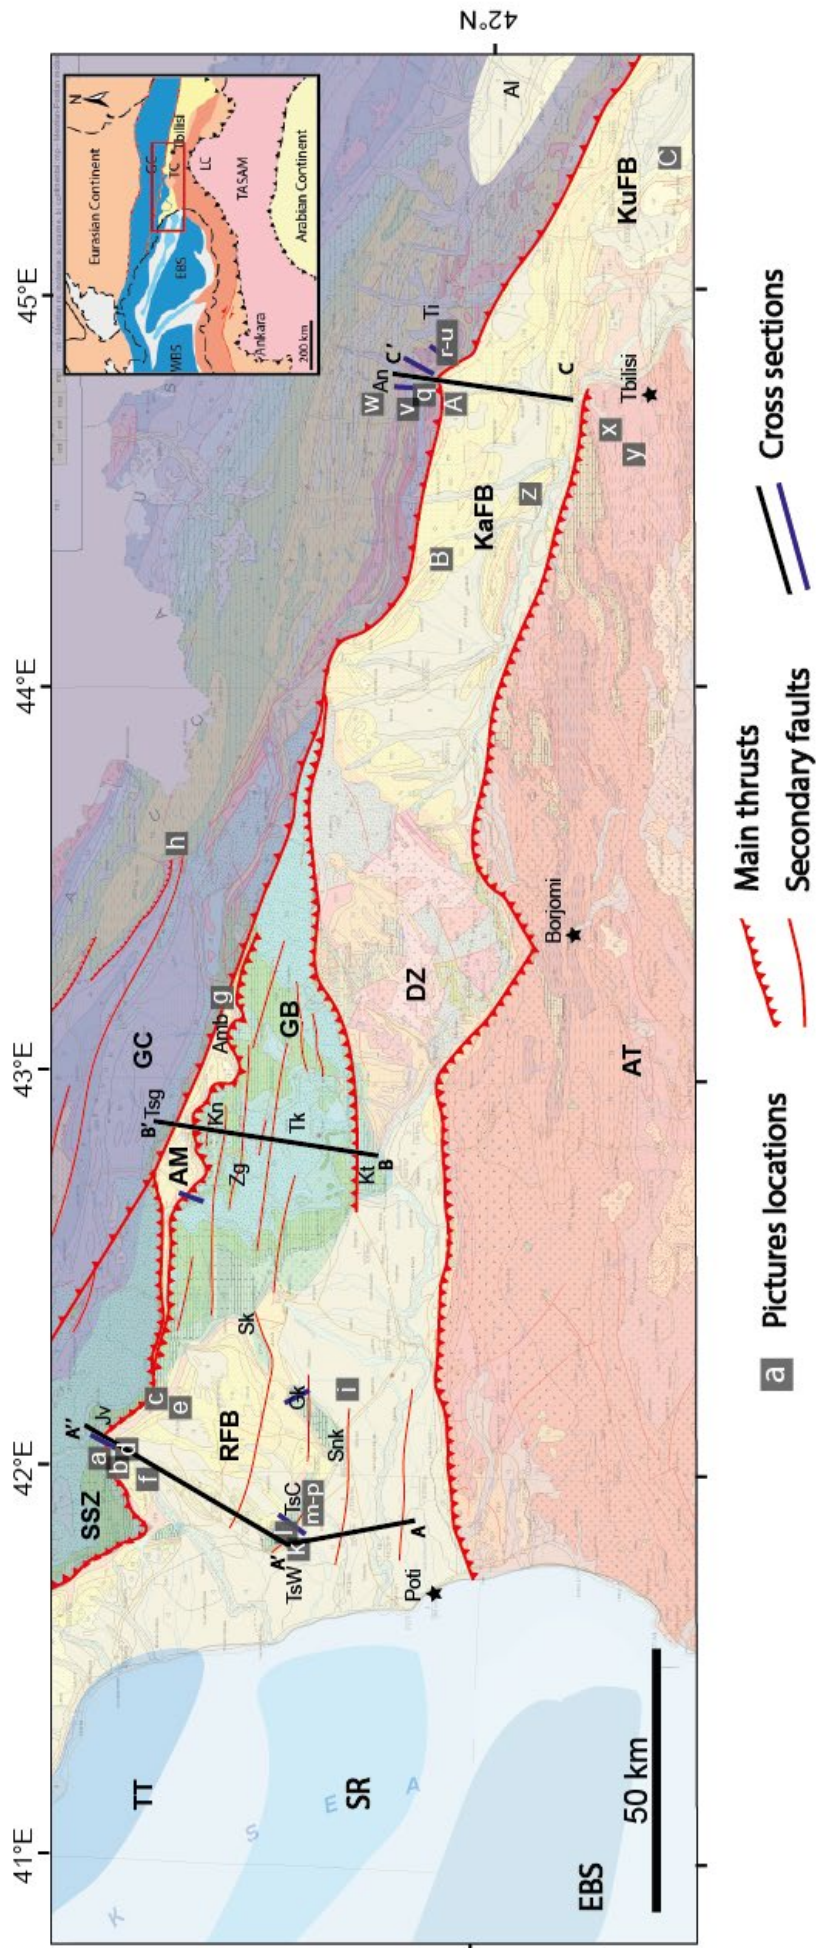 41°E
42°E
43°E
44°E
45°E
42°N
Eurasian Continent
N
GC
TC
Tbilisi
LC
WBS
EBS
TASAM
Ankara
Arabian Continent
200 km
TT
SR
EBS
K
S
E
A
50 km
SSZ
A''
Jv
a
b
d
f
c
e
RFB
Sk
Gk
i
Snk
TsC
m-p
l
k
A'
TsW
A
Poti
GC
B'
Tsg
AM
Kn
Amb
g
h
Zg
GB
Tk
Kt
B
DZ
Borjomi
AT
KaFB
B
z
w
An
C'
v
q
A
Ti
r-u
C
Tbilisi
x
y
Al
KuFB
C
a
Pictures locations
Main thrusts
Secondary faults
Cross sections